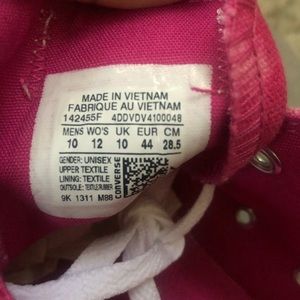 MADE IN VIETNAM
FABRIQUE AU VIETNAM
142455F 4DDVDV4100048
MENS WO'S UK EUR CM
10 12 10 44 28.5
GENDER: UNISEX
UPPER: TEXTILE
LINING: TEXTILE
OUTSOLE: TEXTILE/RUBBER
9K 1311 M88
CONVERSE